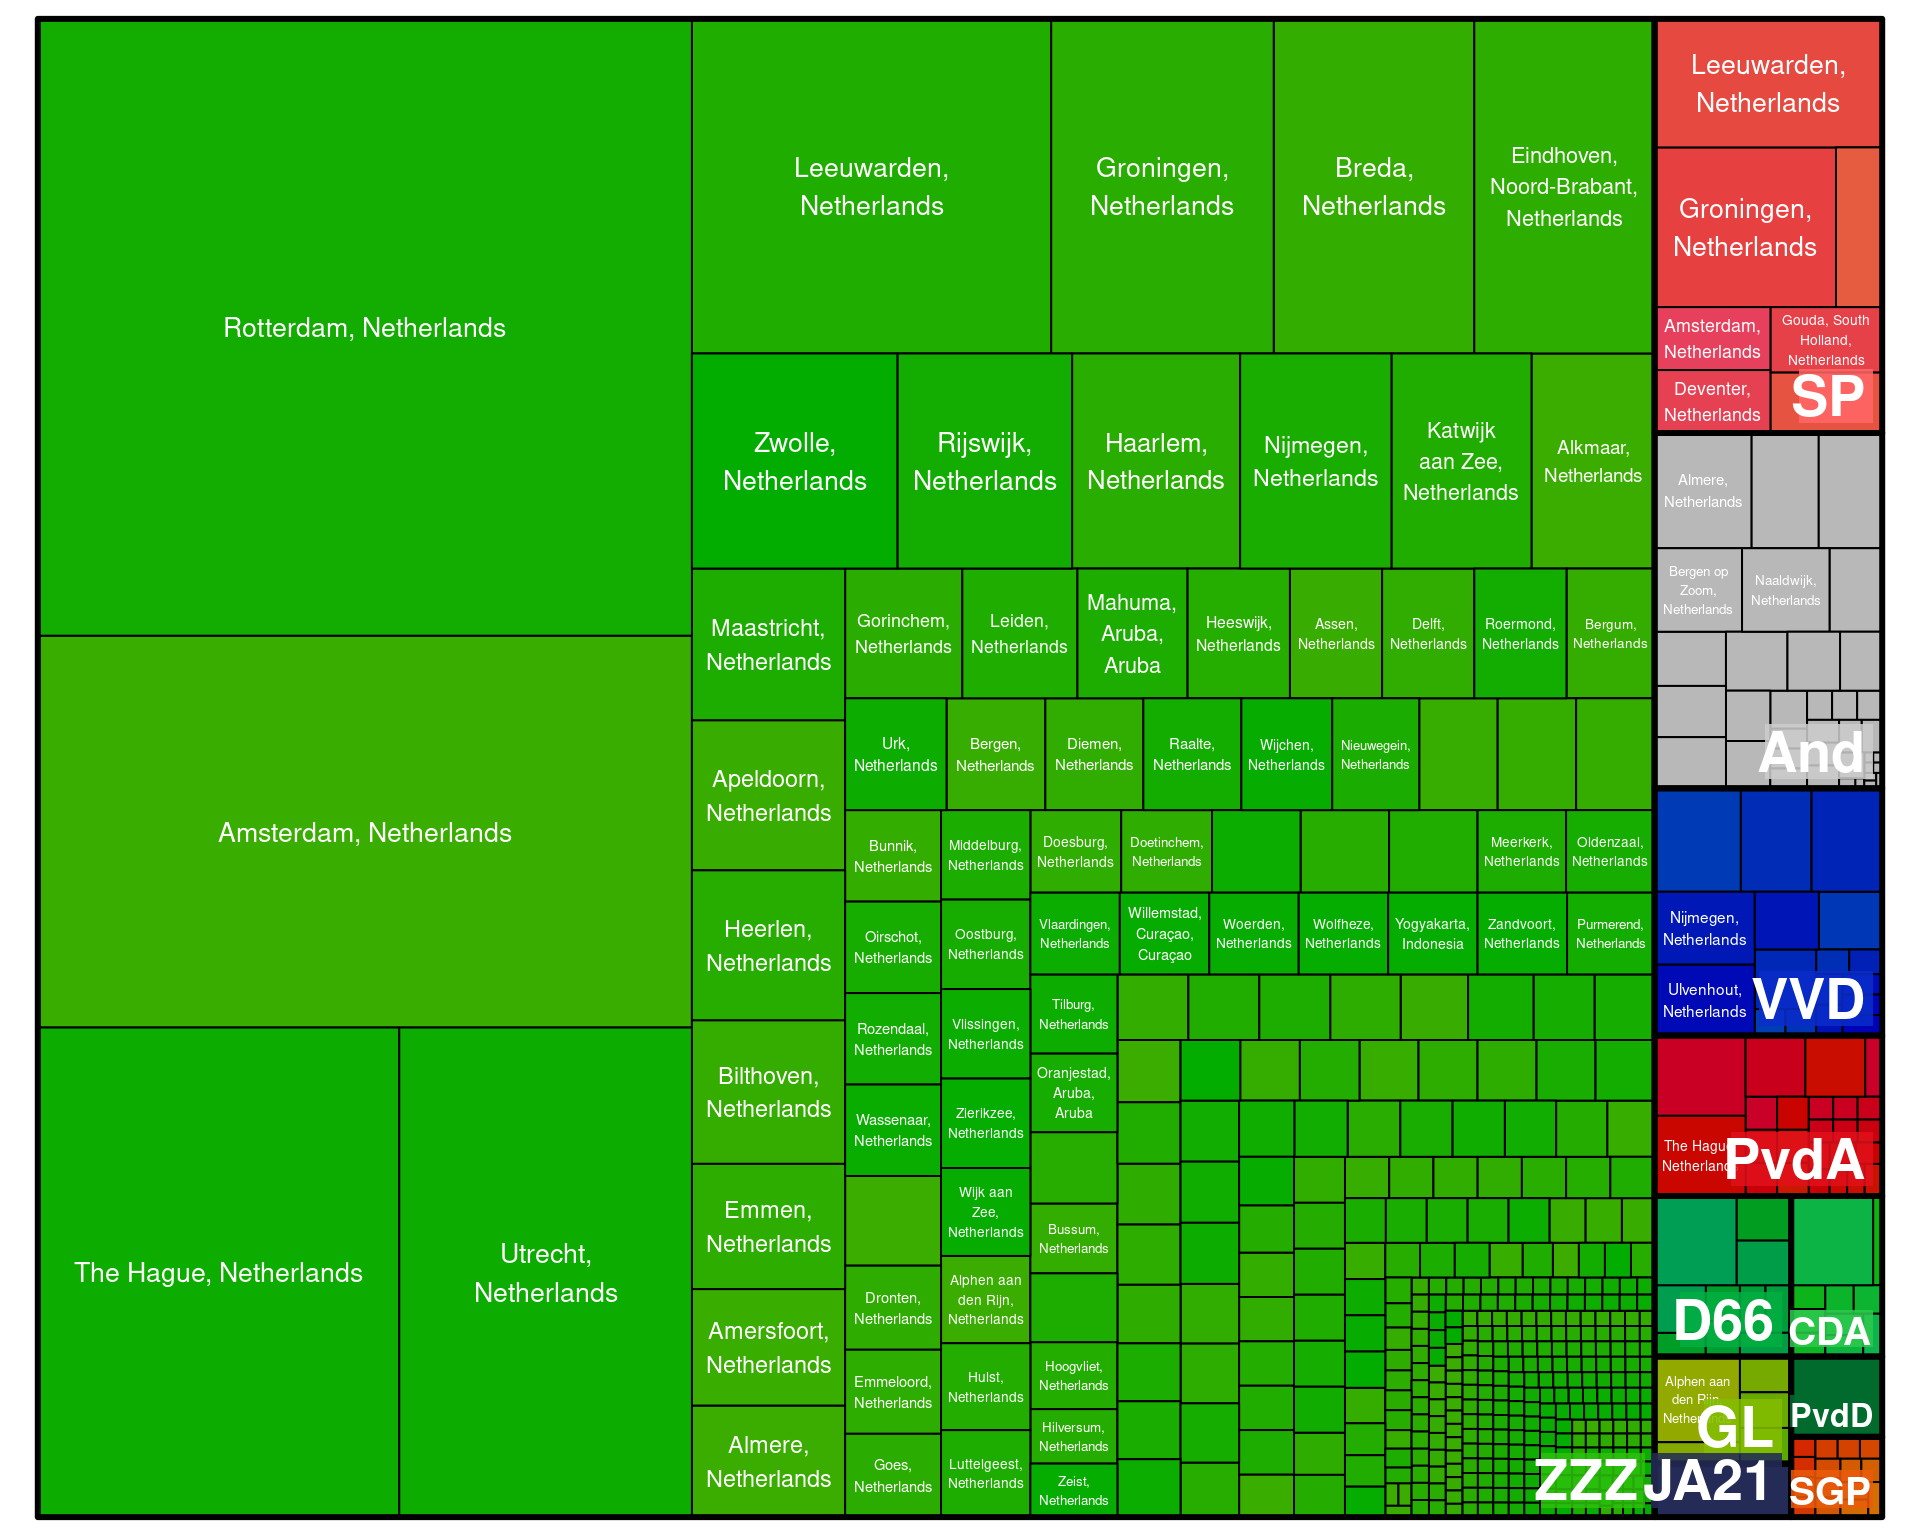 Rotterdam, Netherlands
Amsterdam, Netherlands
The Hague, Netherlands
Utrecht,
Netherlands
Leeuwarden,
Netherlands
Groningen,
Netherlands
Breda,
Netherlands
Eindhoven,
Noord-Brabant,
Netherlands
Zwolle,
Netherlands
Rijswijk,
Netherlands
Haarlem,
Netherlands
Nijmegen,
Netherlands
Katwijk
aan Zee,
Netherlands
Alkmaar,
Netherlands
Maastricht,
Netherlands
Apeldoorn,
Netherlands
Heerlen,
Netherlands
Bilthoven,
Netherlands
Emmen,
Netherlands
Amersfoort,
Netherlands
Almere,
Netherlands
Gorinchem,
Netherlands
Leiden,
Netherlands
Mahuma,
Aruba,
Aruba
Heeswijk,
Netherlands
Assen,
Netherlands
Delft,
Netherlands
Roermond,
Netherlands
Bergum,
Netherlands
Urk,
Netherlands
Bergen,
Netherlands
Diemen,
Netherlands
Raalte,
Netherlands
Wijchen,
Netherlands
Nieuwegein,
Netherlands
Bunnik,
Netherlands
Oirschot,
Netherlands
Rozendaal,
Netherlands
Wassenaar,
Netherlands
Dronten,
Netherlands
Emmeloord,
Netherlands
Goes,
Netherlands
Middelburg,
Netherlands
Oostburg,
Netherlands
Vlissingen,
Netherlands
Zierikzee,
Netherlands
Wijk aan
Zee,
Netherlands
Alphen aan
den Rijn,
Netherlands
Hulst,
Netherlands
Luttelgeest,
Netherlands
Doesburg,
Netherlands
Doetinchem,
Netherlands
Meerkerk,
Netherlands
Oldenzaal,
Netherlands
Vlaardingen,
Netherlands
Willemstad,
Curaçao,
Curaçao
Woerden,
Netherlands
Wolfheze,
Netherlands
Yogyakarta,
Indonesia
Zandvoort,
Netherlands
Purmerend,
Netherlands
Tilburg,
Netherlands
Oranjestad,
Aruba,
Aruba
Bussum,
Netherlands
Hoogvliet,
Netherlands
Hilversum,
Netherlands
Zeist,
Netherlands
ZZZ
Leeuwarden,
Netherlands
Groningen,
Netherlands
Amsterdam,
Netherlands
Gouda, South
Holland,
Netherlands
Deventer,
Netherlands
SP
Almere,
Netherlands
Bergen op
Zoom,
Netherlands
Naaldwijk,
Netherlands
And
Nijmegen,
Netherlands
Ulvenhout,
Netherlands
VVD
The Hague,
Netherlands
PvdA
D66
CDA
Alphen aan
den Rijn,
Netherlands
GL
PvdD
JA21
SGP